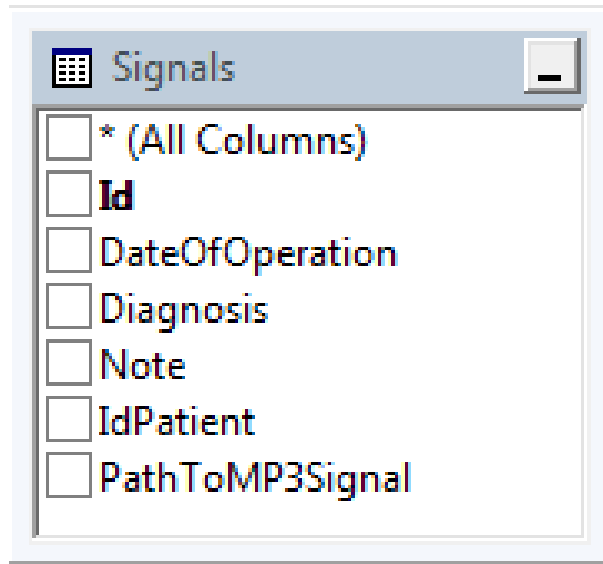 Signals
* (All Columns)
Id
DateOfOperation
Diagnosis
Note
IdPatient
PathToMP3Signal